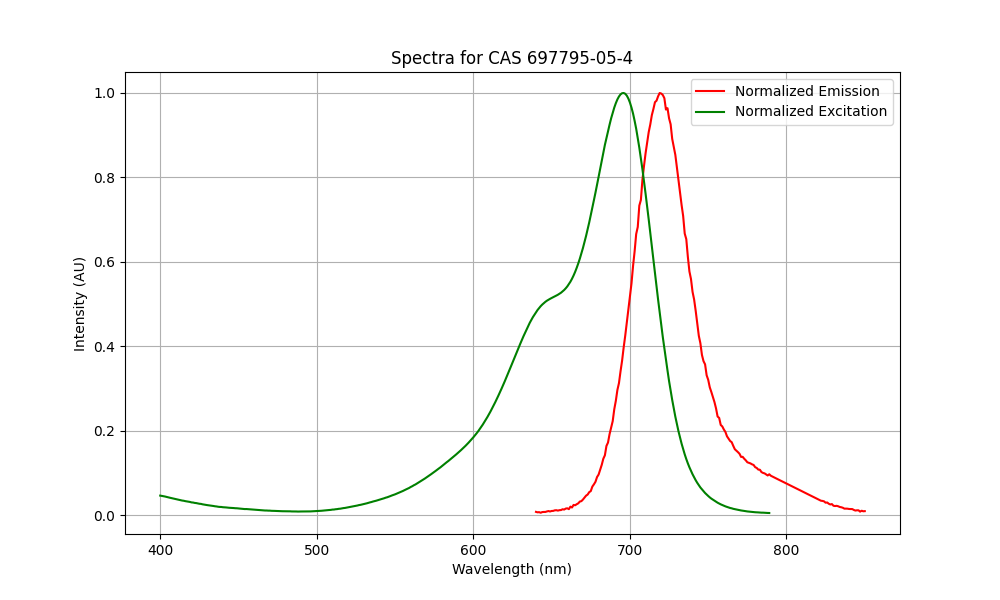 Spectra for CAS 697795-05-4
Normalized Emission
Normalized Excitation
1.0
0.8
0.6
0.4
0.2
0.0
Intensity (AU)
400 500 600 700 800
Wavelength (nm)